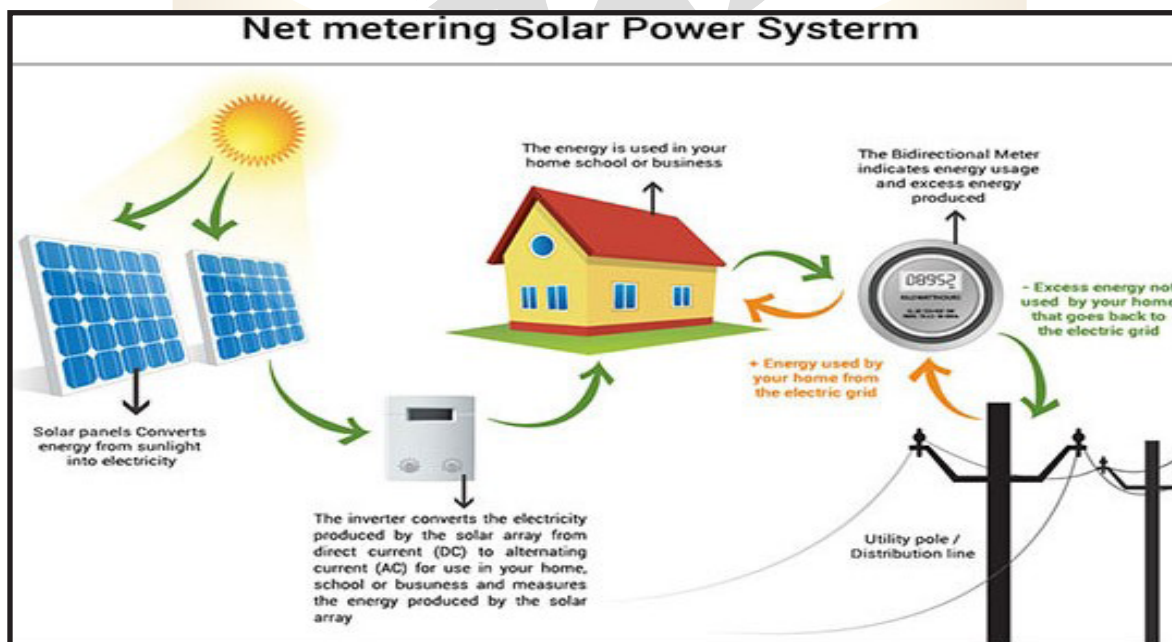 Net metering Solar Power Systerm
The energy is used in your
home school or business
The Bidirectional Meter
indicates energy usage
and excess energy
produced
08952
- Excess energy not
used by your home
that goes back to
the electric grid
+ Energy used by
your home from
the electric grid
Solar panels Converts
energy from sunlight
into electricity
The inverter converts the electricity
produced by the solar array from
direct current (DC) to alternating
current (AC) for use in your home,
school or busuness and measures
the energy produced by the solar
array
Utility pole /
Distribution line